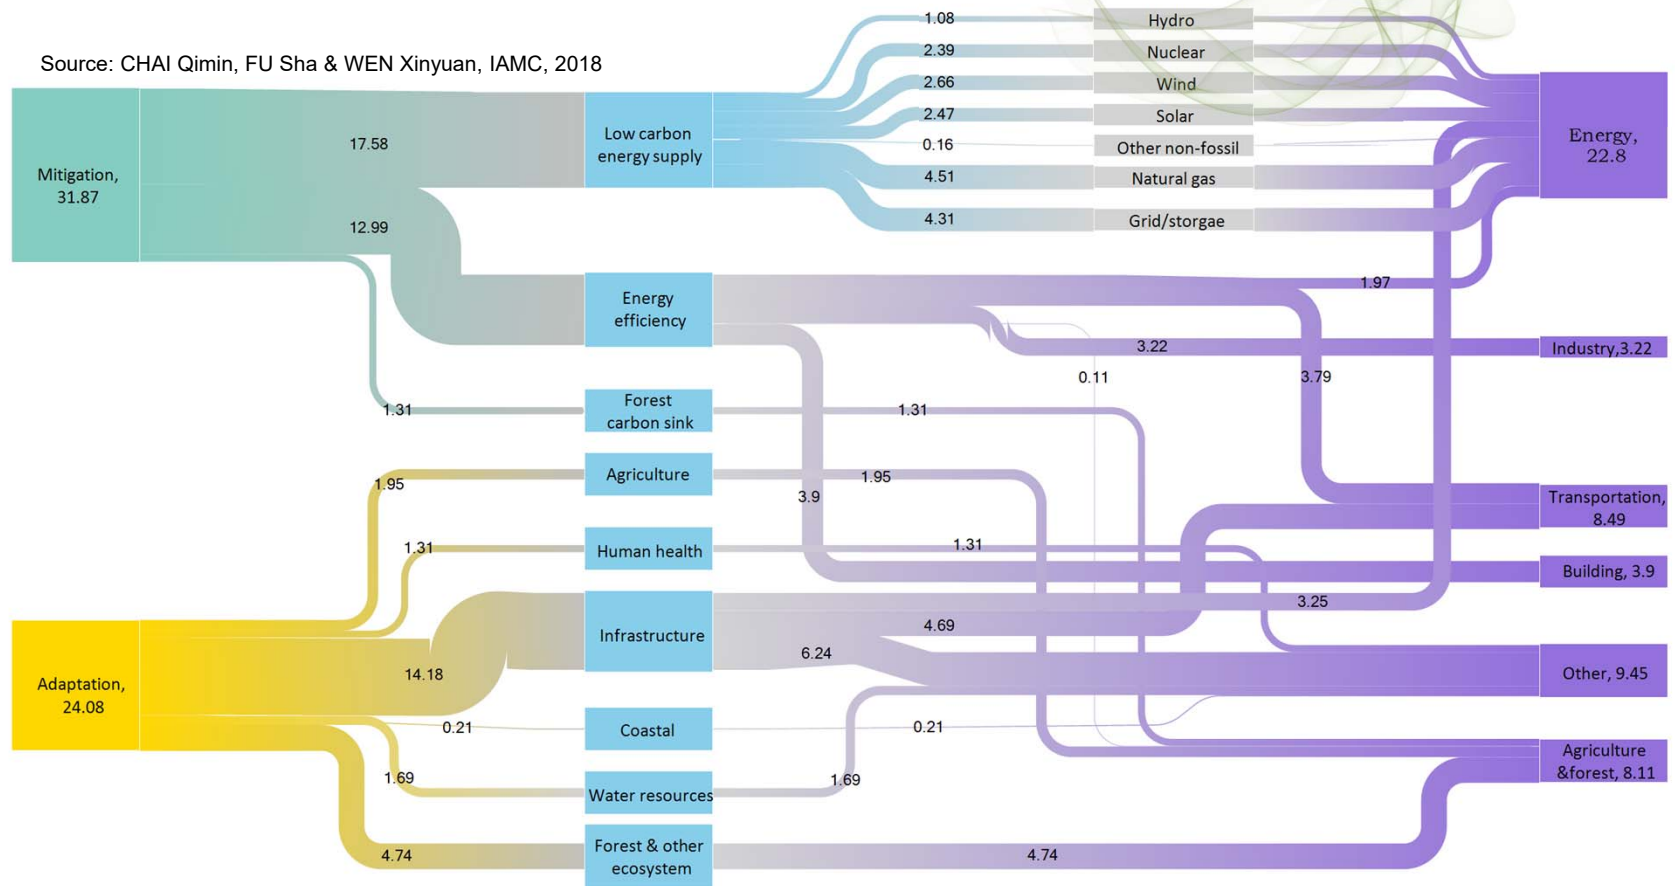 Source: CHAI Qimin, FU Sha & WEN Xinyuan, IAMC, 2018
Mitigation,
31.87
17.58
12.99
1.31
Adaptation,
24.08
1.95
1.31
14.18
0.21
1.69
4.74
Low carbon
energy supply
Energy
efficiency
Forest
carbon sink
Agriculture
Human health
Infrastructure
Coastal
Water resources
Forest & other
ecosystem
1.08
2.39
2.66
2.47
0.16
4.51
4.31
Hydro
Nuclear
Wind
Solar
Other non-fossil
Natural gas
Grid/storgae
1.97
3.22
0.11
3.79
1.31
1.95
3.9
1.31
3.25
4.69
6.24
0.21
1.69
4.74
Energy,
22.8
Industry,3.22
Transportation,
8.49
Building, 3.9
Other, 9.45
Agriculture
&forest, 8.11